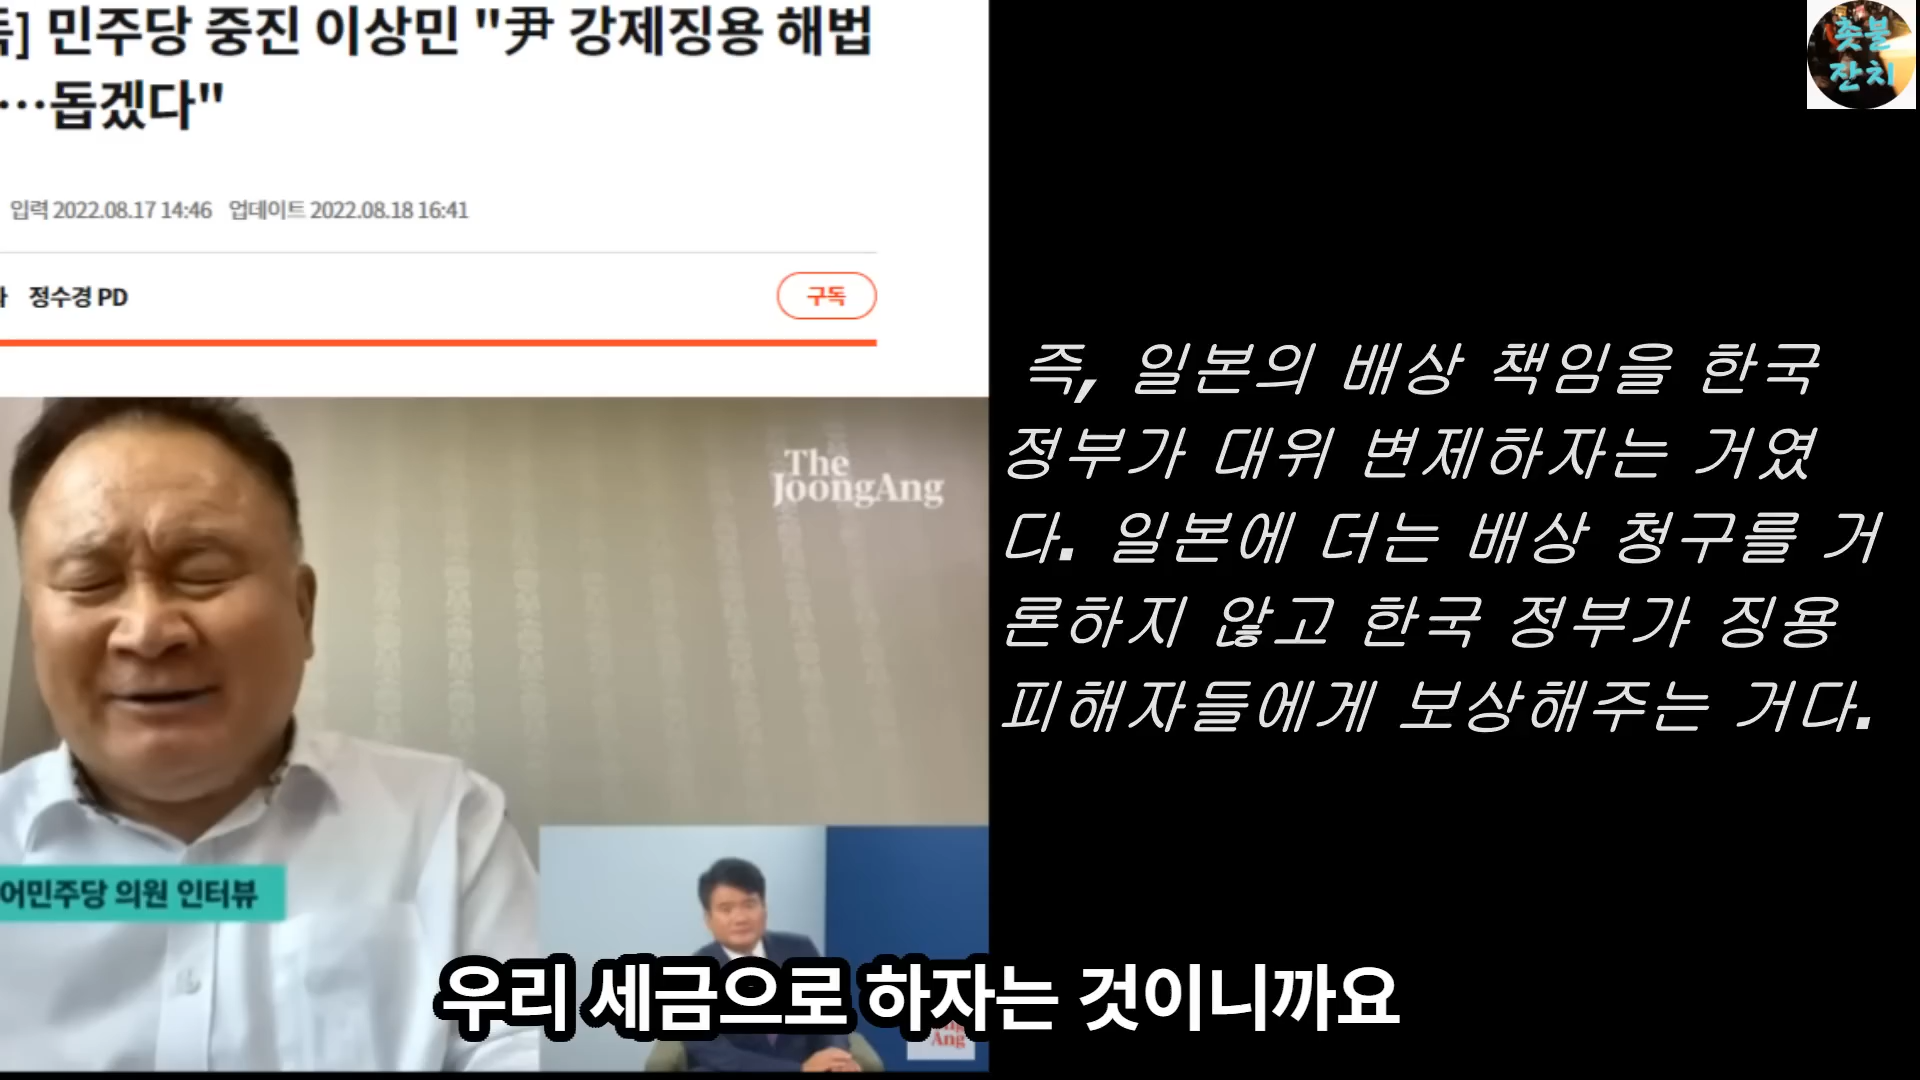 민주당 중진 이상민 "尹 강제징용 해법
…돕겠다"
입력 2022.08.17 14:46 업데이트 2022.08.18 16:41
정수경 PD
구독
The
JoongAng
어민주당 의원 인터뷰
Ang
촛불
잔치
즉, 일본의 배상 책임을 한국
정부가 대위 변제하자는 거였
다. 일본에 더는 배상 청구를 거
론하지 않고 한국 정부가 징용
피해자들에게 보상해주는 거다.
우리 세금으로 하자는 것이니까요